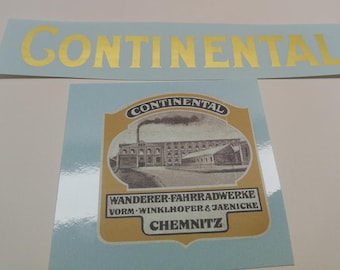 CONTINENTAL
CONTINENTAL
WANDERER-FAHRRADWERKE
VORM·WINKLHOFER & JAENICKE
CHEMNITZ